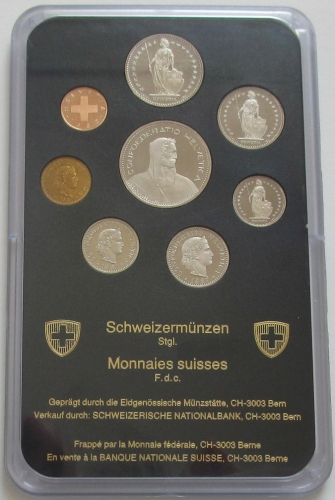 CONFOEDERATIO HELVETICA
Schweizermünzen
Stgl.
Monnaies suisses
F. d. c.
Geprägt durch die Eidgenössische Münzstätte, CH-3003 Bern
Verkauf durch: SCHWEIZERISCHE NATIONALBANK, CH-3003 Bern
Frappé par la Monnaie fédérale, CH-3003 Berne
En vente à la BANQUE NATIONALE SUISSE, CH-3003 Berne